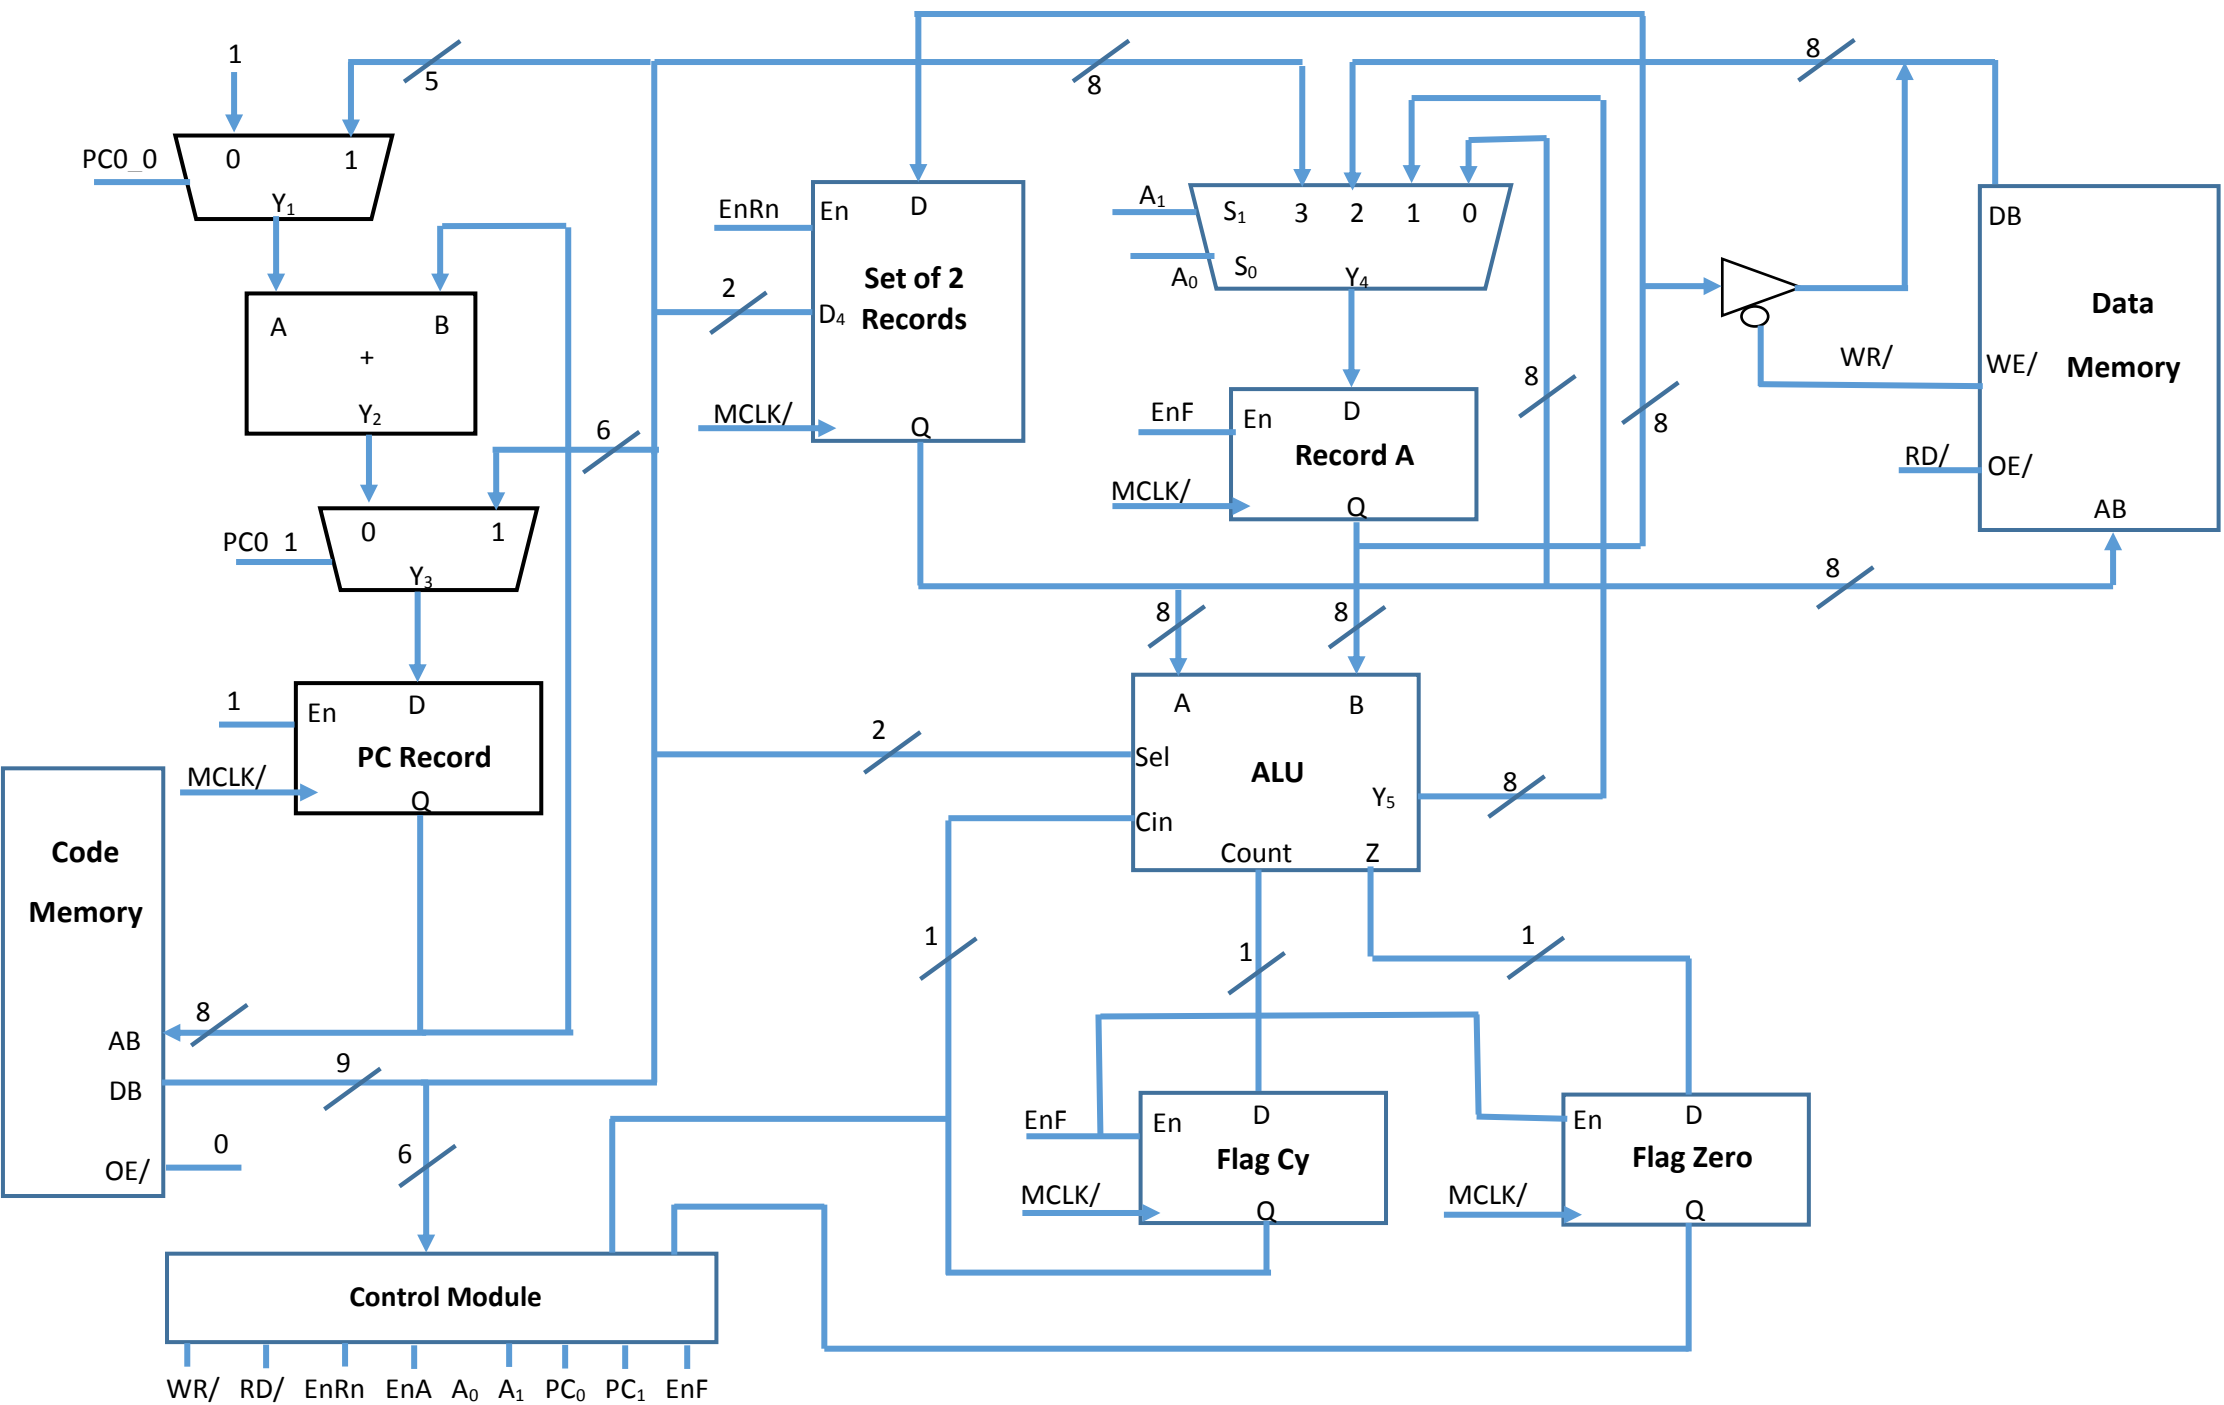 1
5
8
8
PC0_0
0 1
Y1
A1
S1 3 2 1 0
A0
S0
Y4
EnRn
En D
Set of 2
Records
2
D4
MCLK/
Q
DB
Data
Memory
WR/
WE/
RD/
OE/
AB
A B
+
Y2
6
8
8
EnF
En D
Record A
MCLK/
Q
PC0_1
0 1
Y3
8
8
8
1
En D
PC Record
MCLK/
Q
2
A B
Sel
ALU
Y5
8
Cin
Count Z
Code
Memory
8
AB
9
DB
0
OE/
6
1
1
1
EnF
En D
Flag Cy
MCLK/
Q
En D
Flag Zero
MCLK/
Q
Control Module
WR/ RD/ EnRn EnA A0 A1 PC0 PC1 EnF